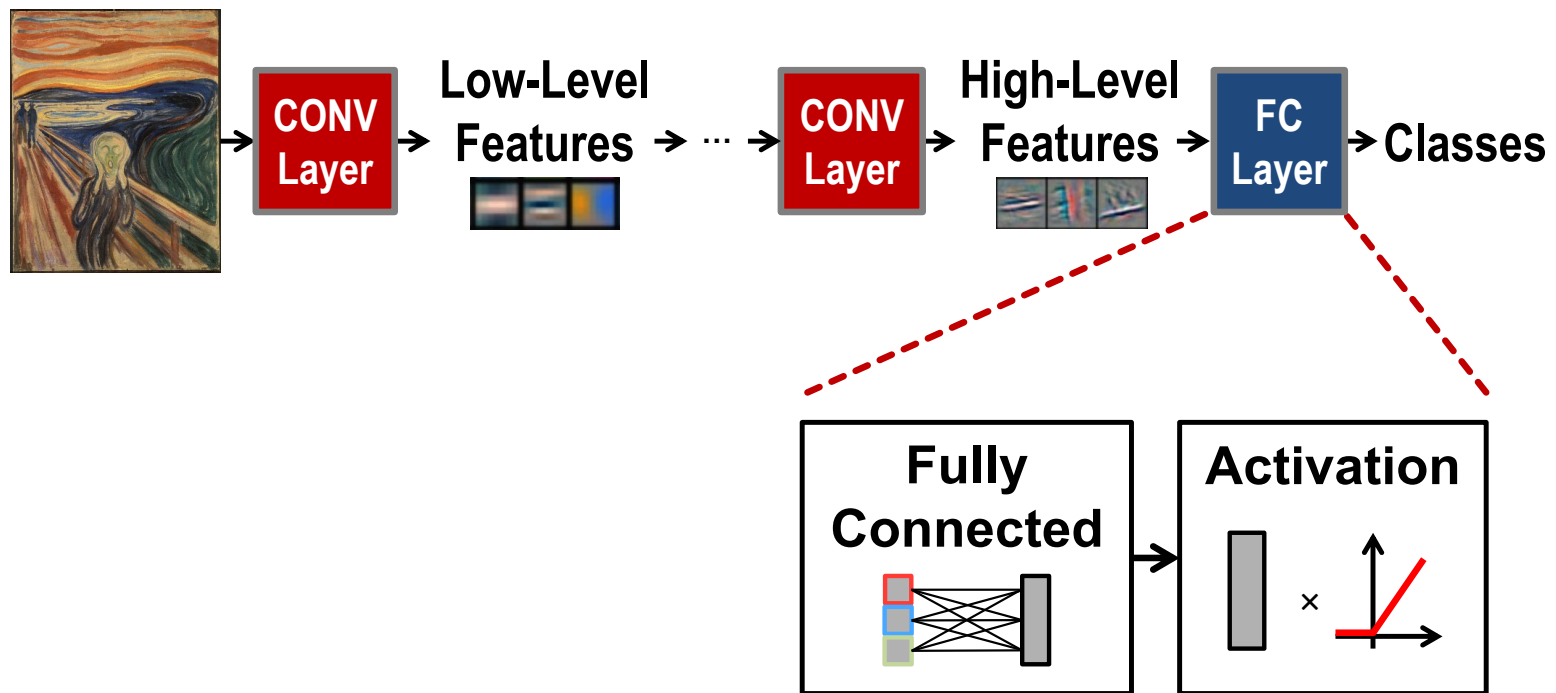 CONV
Layer
Low-Level
Features
...
CONV
Layer
High-Level
Features
FC
Layer
Classes
Fully
Connected
Activation
×